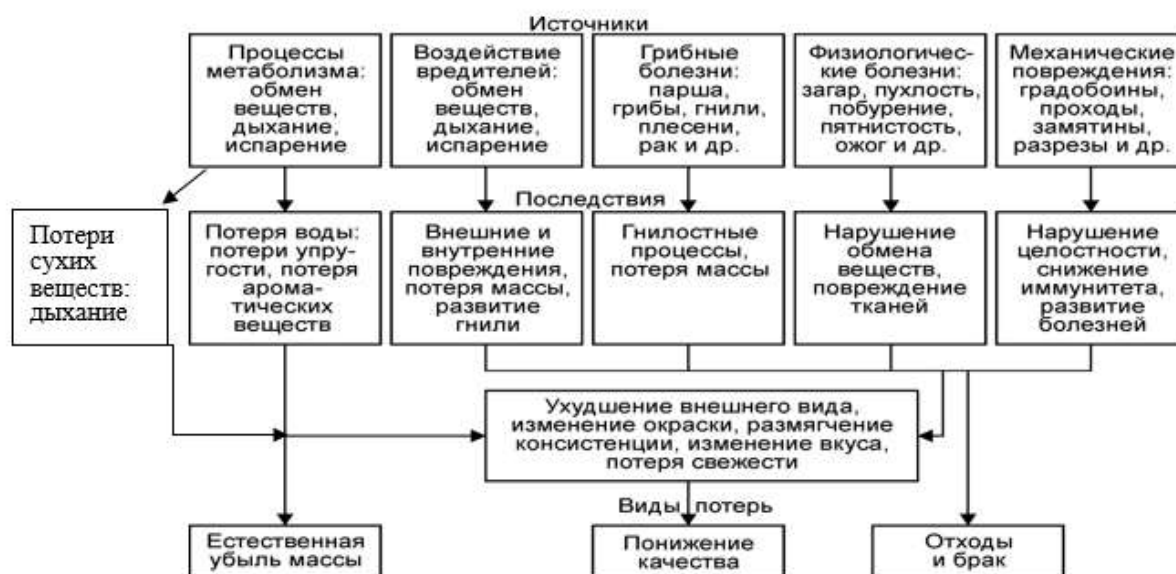 Источники
Процессы
метаболизма:
обмен
веществ,
дыхание,
испарение
Воздействие
вредителей:
обмен
веществ,
дыхание,
испарение
Грибные
болезни:
парша,
грибы, гнили,
плесени,
рак и др.
Физиологичес-
кие болезни:
загар, пухлость,
побурение,
пятнистость,
ожог и др.
Механические
повреждения:
градобоины,
проходы,
замятины,
разрезы и др.
Последствия
Потери
сухих
веществ:
дыхание
Потеря воды:
потери упру-
гости, потеря
арома-
тических
веществ
Внешние и
внутренние
повреждения,
потеря массы,
развитие
гнили
Гнилостные
процессы,
потеря массы
Нарушение
обмена
веществ,
повреждение
тканей
Нарушение
целостности,
снижение
иммунитета,
развитие
болезней
Ухудшение внешнего вида,
изменение окраски, размягчение
консистенции, изменение вкуса,
потеря свежести
Виды потерь
Естественная
убыль массы
Понижение
качества
Отходы
и брак